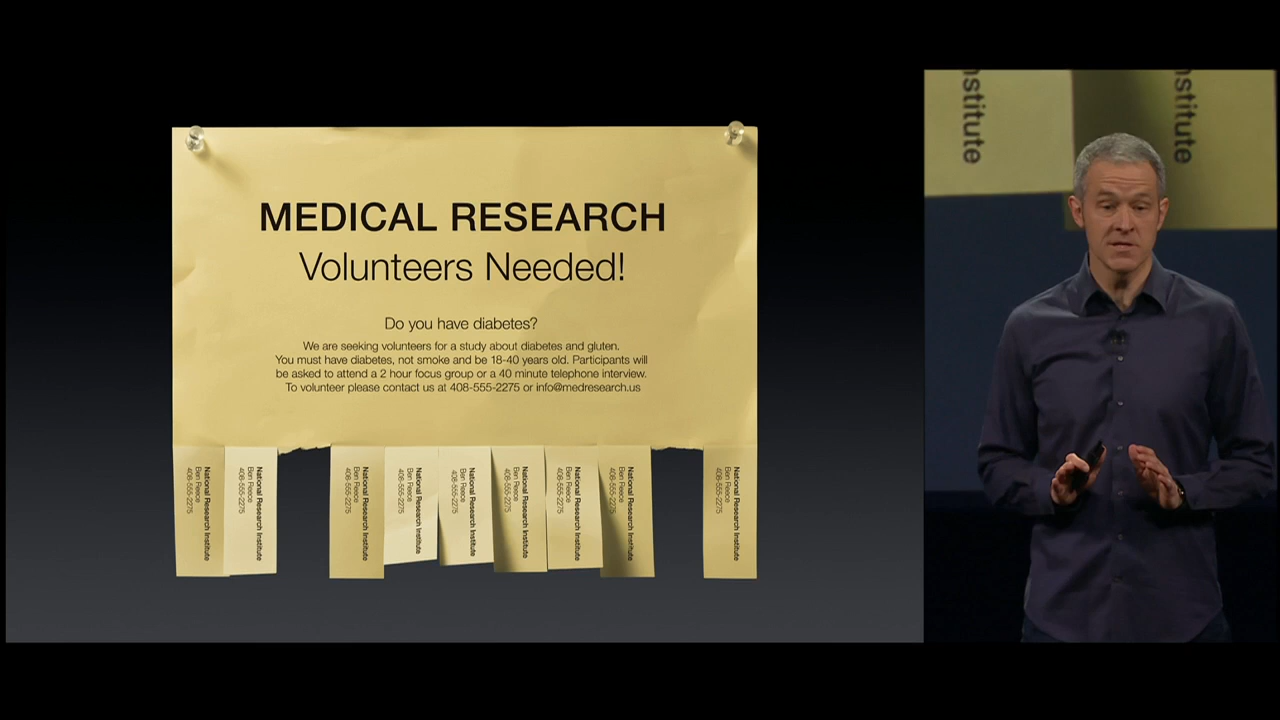 MEDICAL RESEARCH
Volunteers Needed!
Do you have diabetes?
We are seeking volunteers for a study about diabetes and gluten.
You must have diabetes, not smoke and be 18-40 years old. Participants will
be asked to attend a 2 hour focus group or a 40 minute telephone interview.
To volunteer please contact us at 408-555-2275 or info@medresearch.us
National Research Institute
Ben Reece
408-555-2275
National Research Institute
Ben Reece
408-555-2275
National Research Institute
Ben Reece
408-555-2275
National Research Institute
Ben Reece
408-555-2275
National Research Institute
Ben Reece
408-555-2275
National Research Institute
Ben Reece
408-555-2275
National Research Institute
Ben Reece
408-555-2275
National Research Institute
Ben Reece
408-555-2275
National Research Institute
Ben Reece
408-555-2275
nstitute
stitute